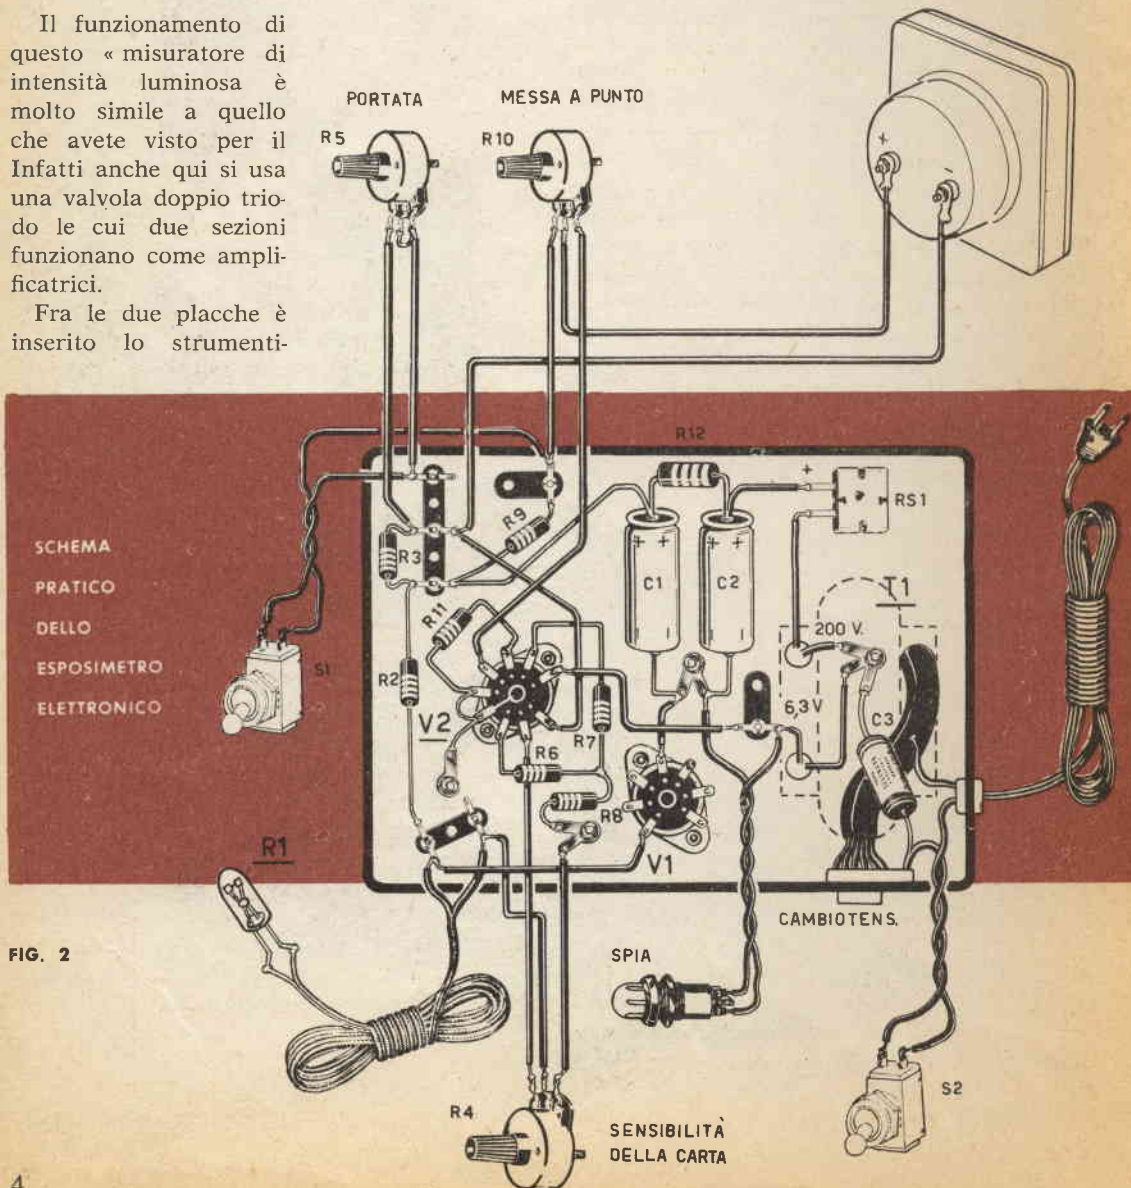 Il funzionamento di
questo « misuratore di
intensità luminosa è
molto simile a quello
che avete visto per il
Infatti anche qui si usa
una valvola doppio trio-
do le cui due sezioni
funzionano come ampli-
ficatrici.
Fra le due placche è
inserito lo strumenti-
PORTATA
MESSA A PUNTO
R5
R10
+
-
SCHEMA
PRATICO
DELLO
ESPOSIMETRO
ELETTRONICO
S1
R12
+
RS1
R9
R3
+ +
C1
-
+ +
C2
-
T1
R11
200 V.
R2
V2
6,3 V
C3
R7
R6
R8
V1
R1
CAMBIOTENS.
FIG. 2
SPIA
S2
R4
SENSIBILITÀ
DELLA CARTA
4